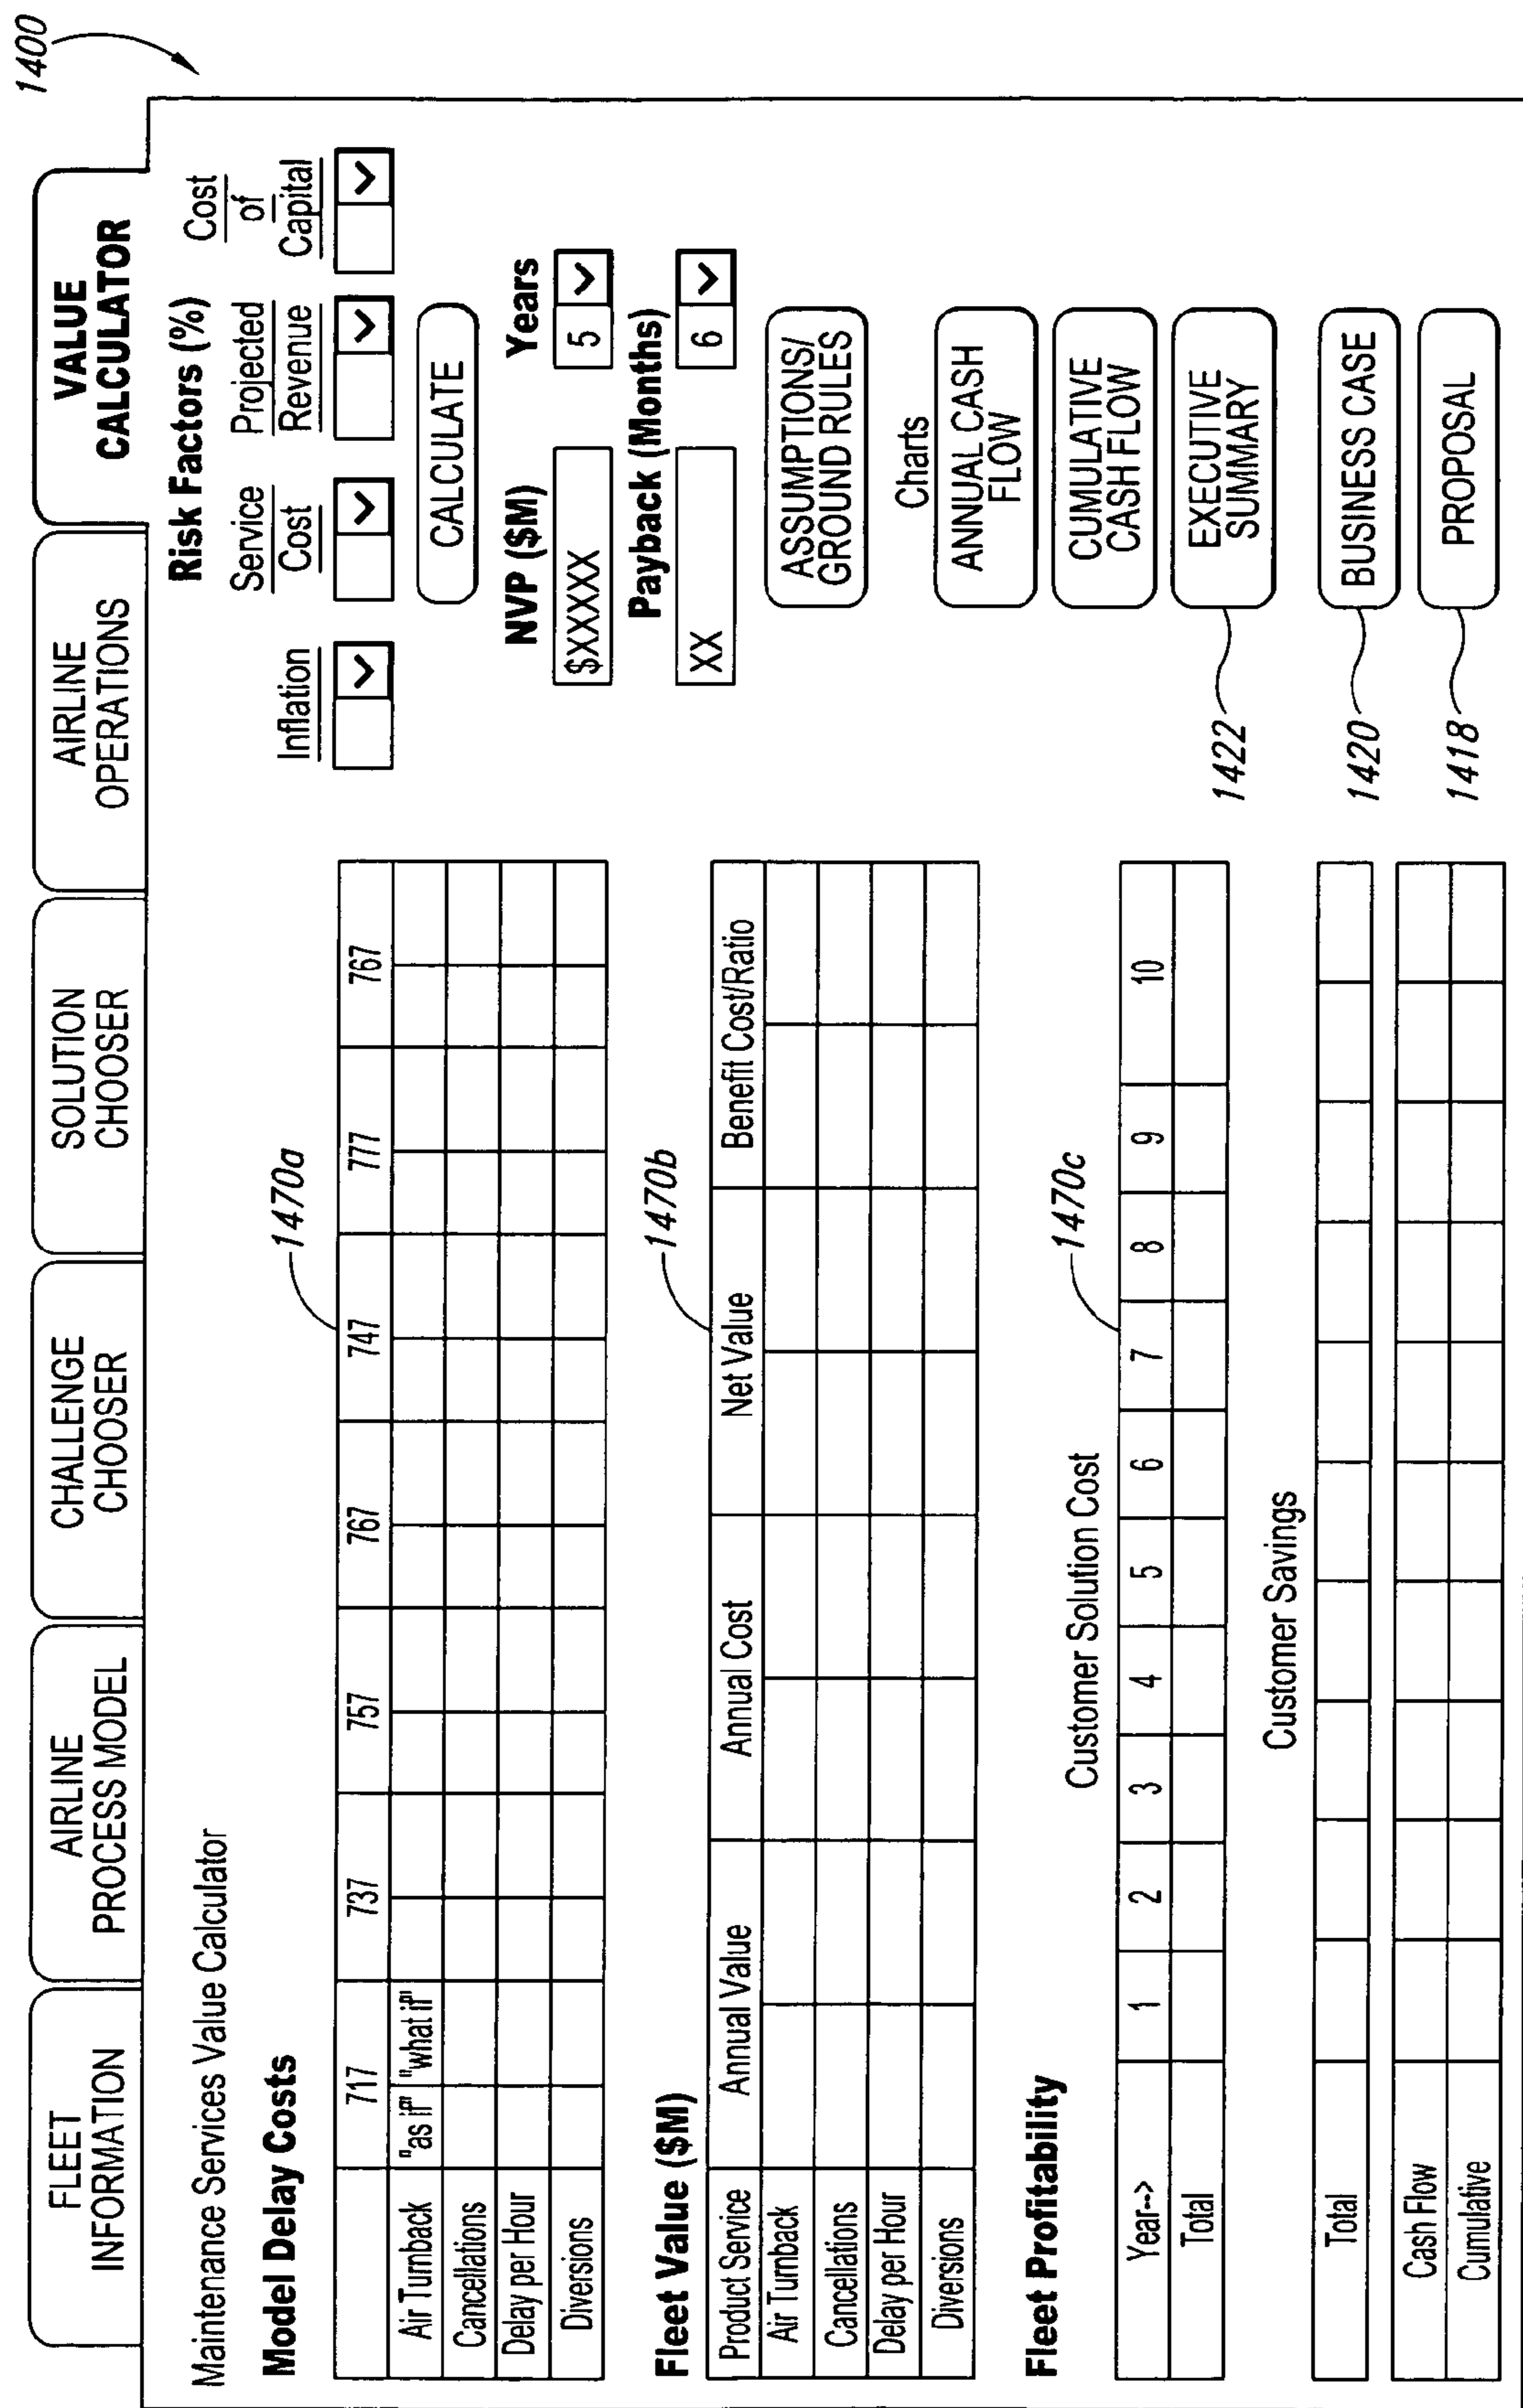 1400
FLEET
INFORMATION
AIRLINE
PROCESS MODEL
CHALLENGE
CHOOSER
SOLUTION
CHOOSER
AIRLINE
OPERATIONS
VALUE
CALCULATOR
Maintenance Services Value Calculator
Model Delay Costs
1470a
717 737 757 767 747 777 767
Air Turnback "as if" "what if"
Cancellations
Delay per Hour
Diversions
Fleet Value ($M)
1470b
Product Service Annual Value Annual Cost Net Value Benefit Cost/Ratio
Air Turnback
Cancellations
Delay per Hour
Diversions
Fleet Profitability
Customer Solution Cost
1470c
Year--> 1 2 3 4 5 6 7 8 9 10
Total
Customer Savings
Total
Cash Flow
Cumulative
Risk Factors (%)
Inflation
Service
Cost
Projected
Revenue
Cost
of
Capital
CALCULATE
NVP ($M) Years
$XXXXX 5
Payback (Months)
XX 6
ASSUMPTIONS/
GROUND RULES
Charts
ANNUAL CASH
FLOW
CUMULATIVE
CASH FLOW
EXECUTIVE
SUMMARY
1422
BUSINESS CASE
1420
PROPOSAL
1418